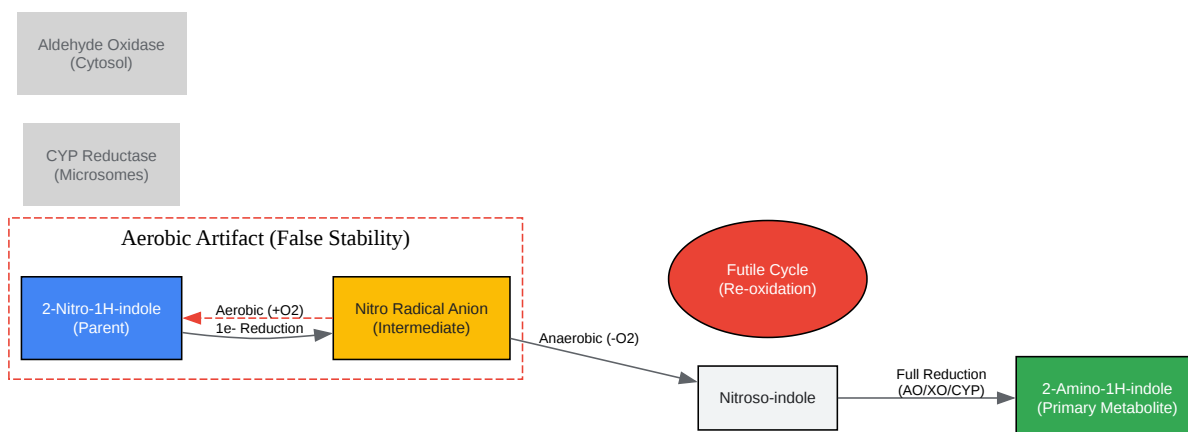 Aldehyde Oxidase
(Cytosol)
CYP Reductase
(Microsomes)
Aerobic Artifact (False Stability)
2-Nitro-1H-indole
(Parent)
Aerobic (+O2)
1e- Reduction
Nitro Radical Anion
(Intermediate)
Futile Cycle
(Re-oxidation)
Anaerobic (-O2)
Nitroso-indole
Full Reduction
(AO/XO/CYP)
2-Amino-1H-indole
(Primary Metabolite)